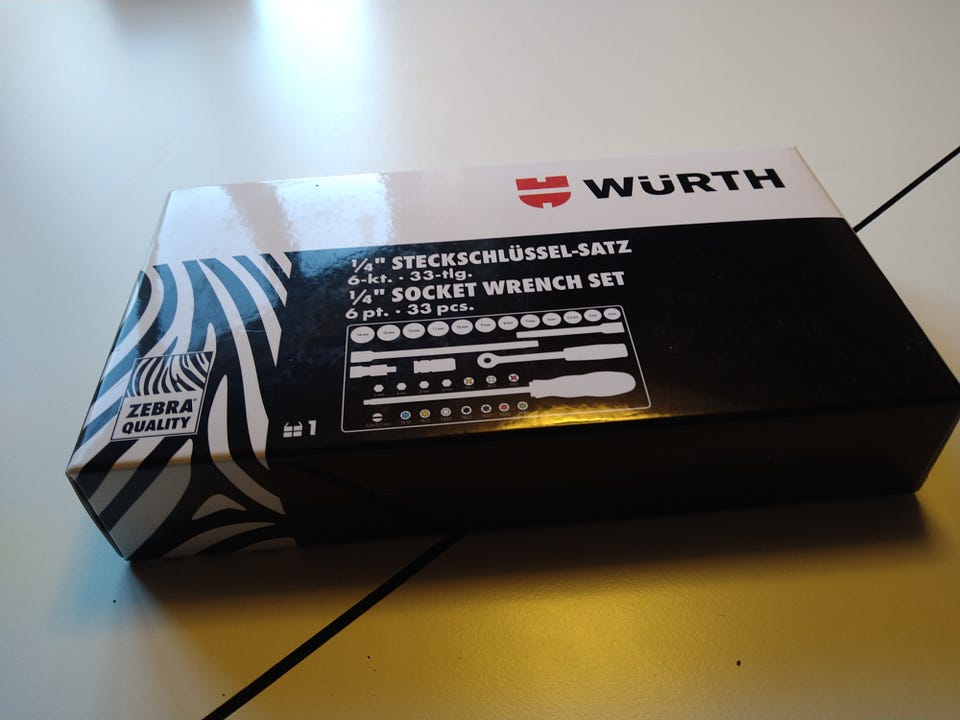 WÜRTH
1/4" STECKSCHLÜSSEL-SATZ
6-kt. · 33-tlg.
1/4" SOCKET WRENCH SET
6 pt. · 33 pcs.
ZEBRA
QUALITY
1